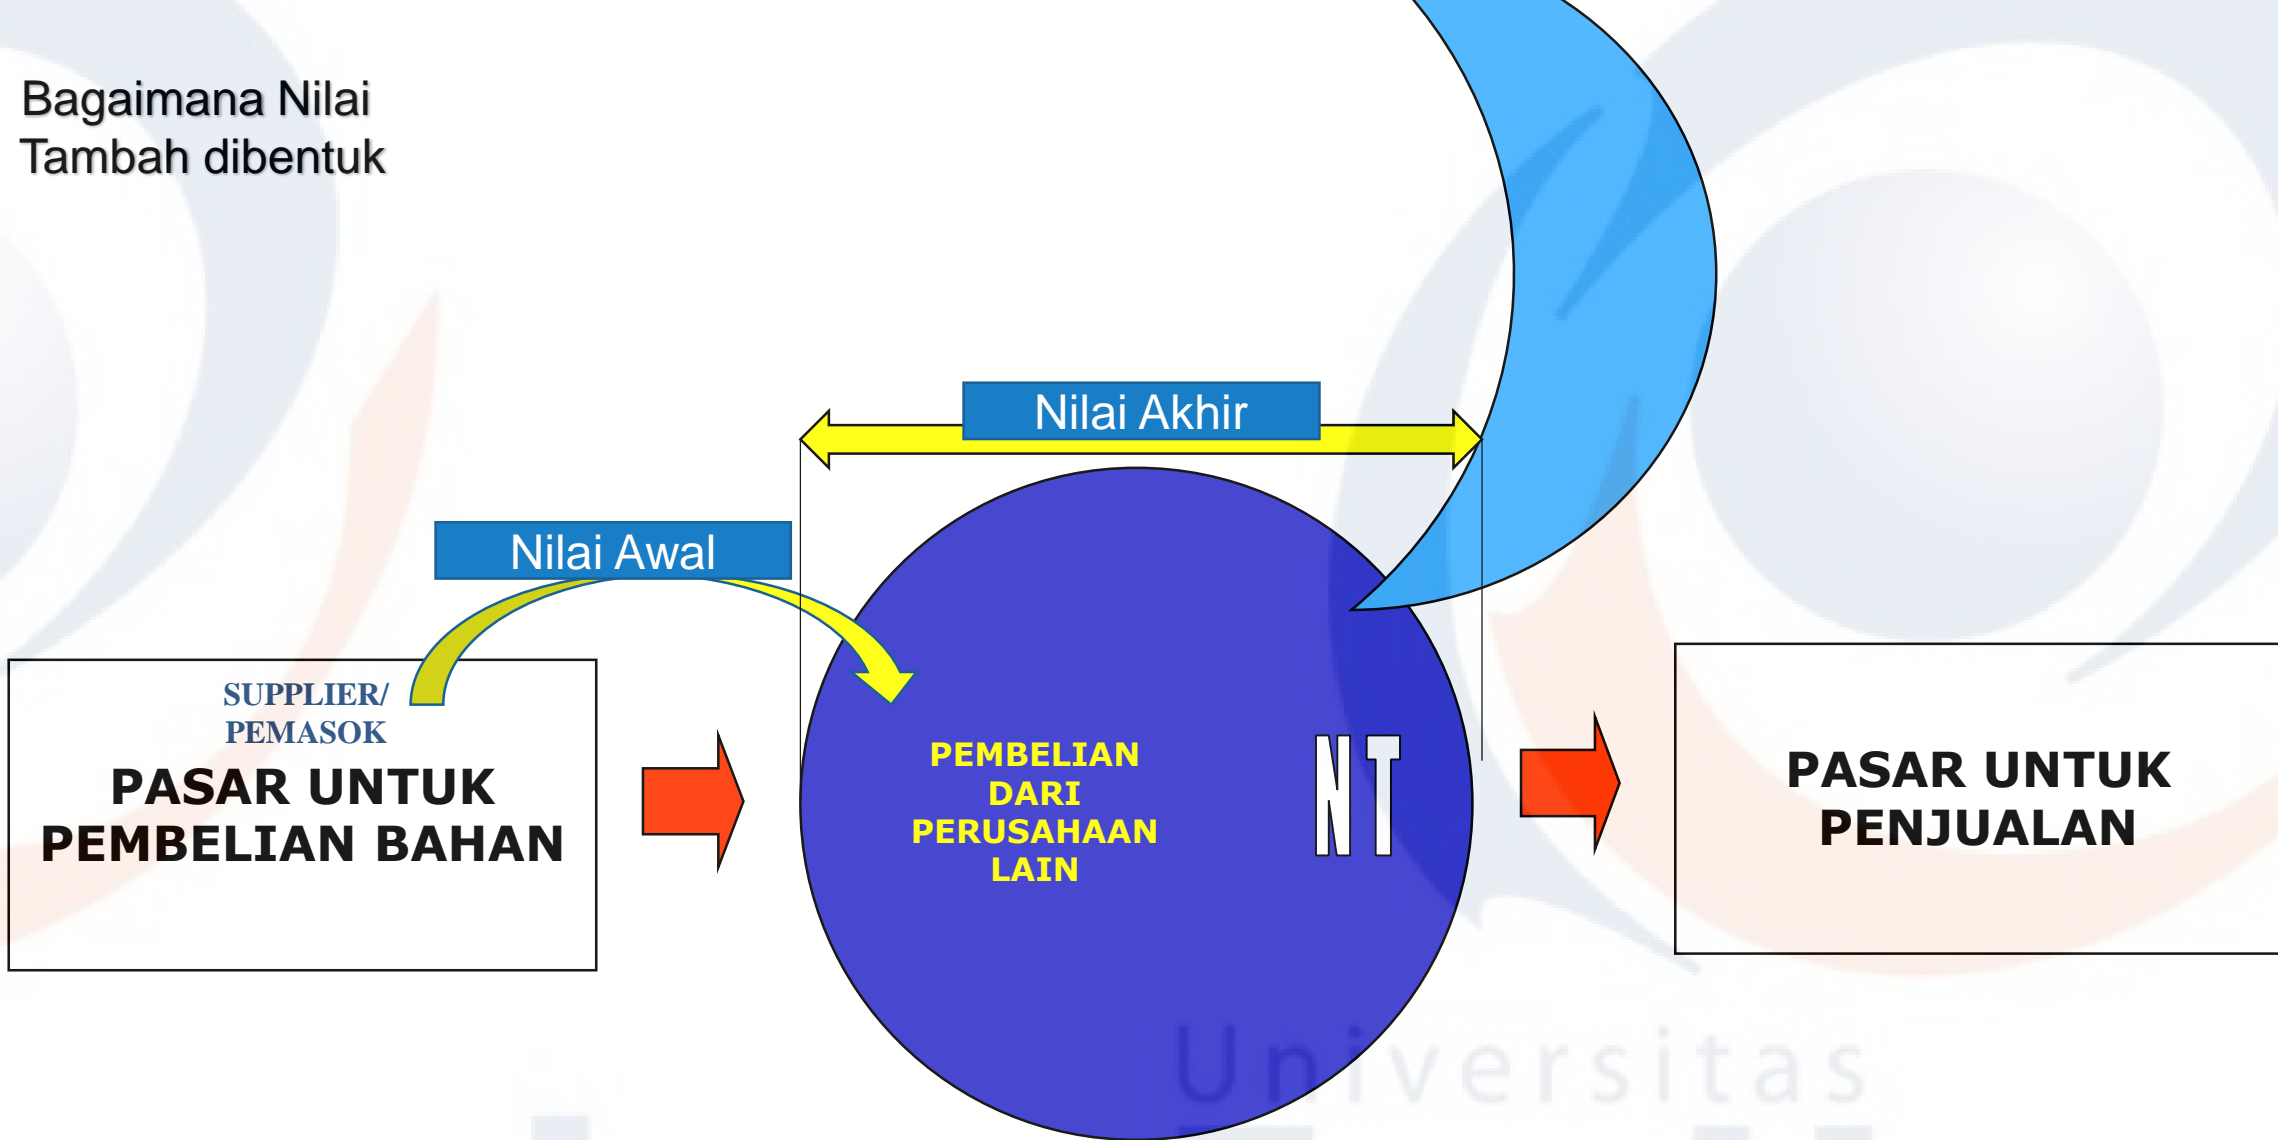 Bagaimana Nilai
Tambah dibentuk
Nilai Akhir
Nilai Awal
SUPPLIER/
PEMASOK
PASAR UNTUK
PEMBELIAN BAHAN
PEMBELIAN
DARI
PERUSAHAAN
LAIN
NT
PASAR UNTUK
PENJUALAN
Universitas